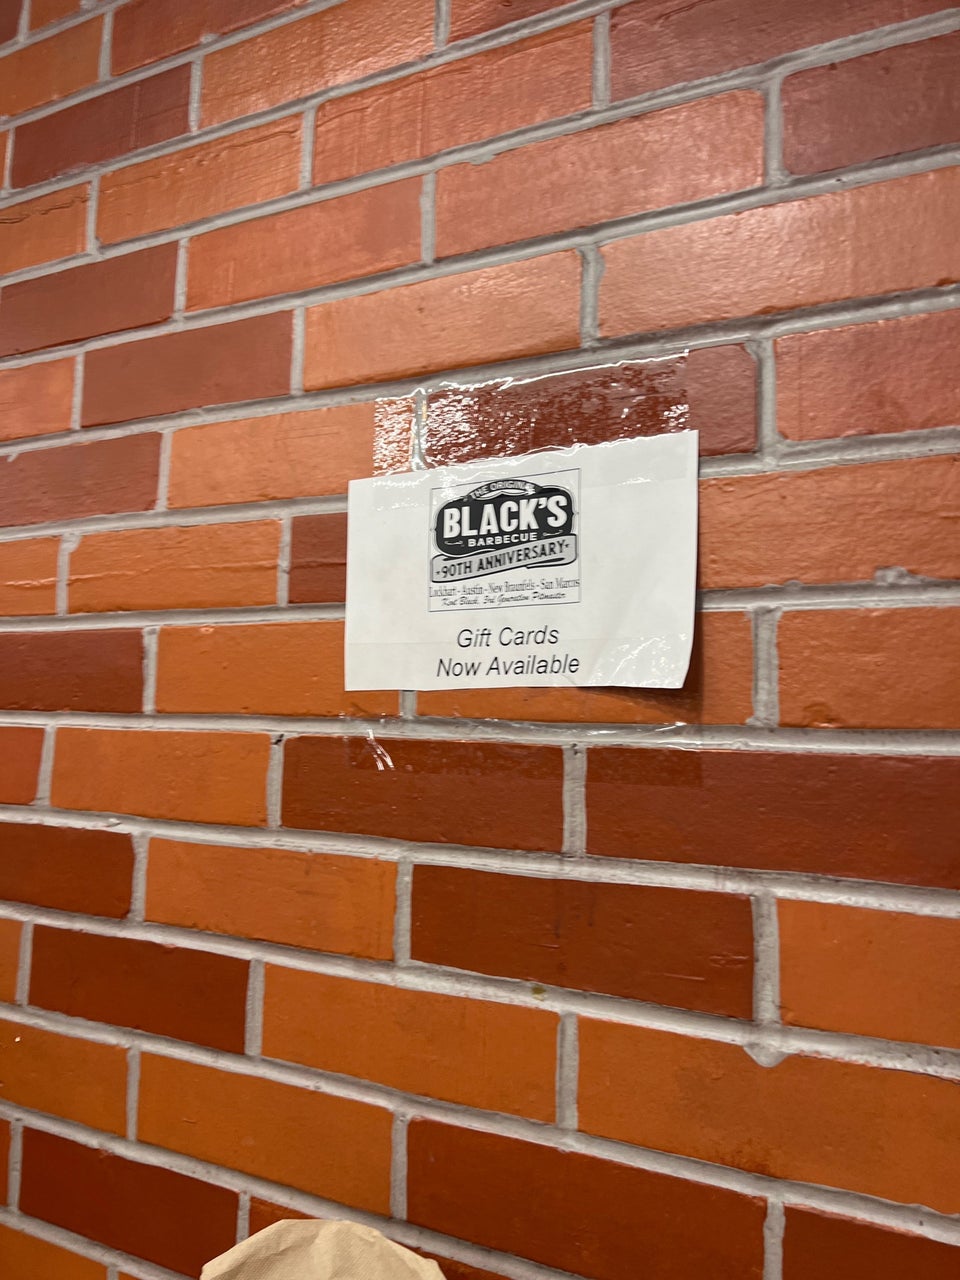 THE ORIGINAL
BLACK'S
BARBECUE
90TH ANNIVERSARY
Lockhart - Austin - New Braunfels - San Marcos
Kent Black, 3rd Generation Pitmaster
Gift Cards
Now Available